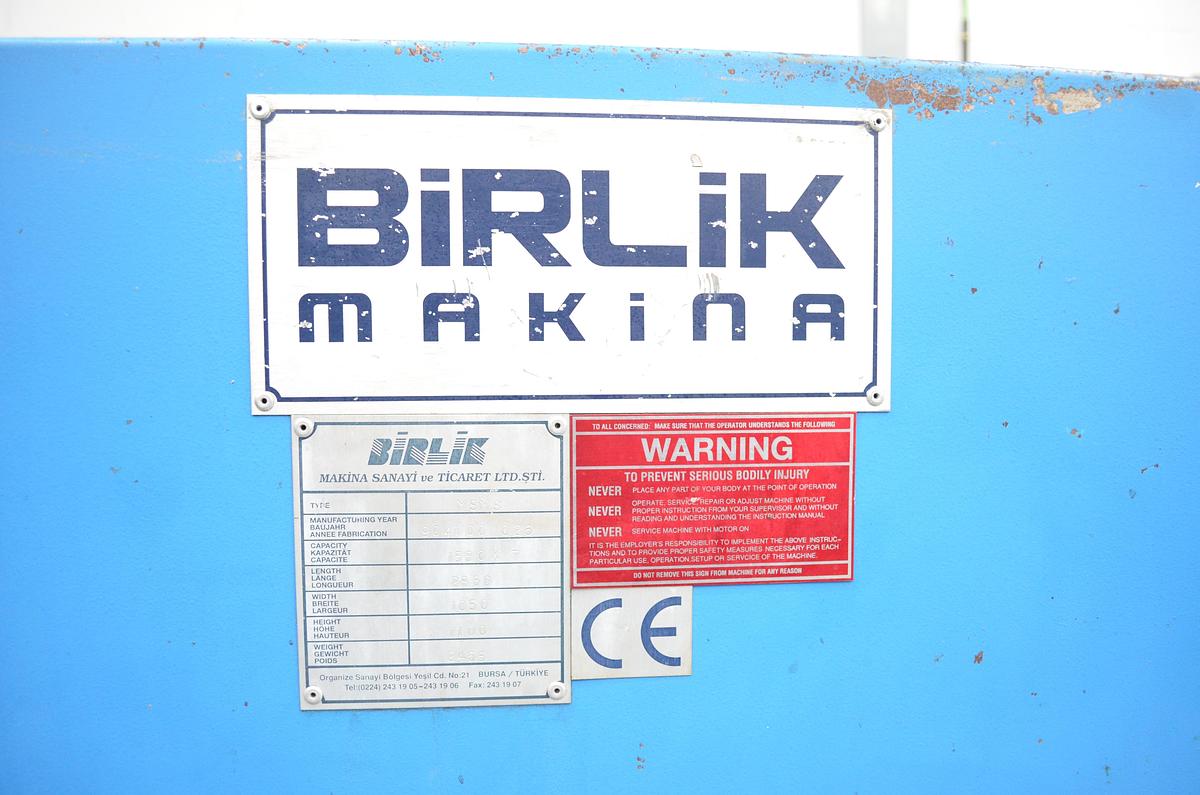 BiRLiK
MAKiNA
BİRLİK
MAKİNA SANAYİ ve TİCARET LTD.ŞTİ.
TYPE
MANUFACTURING YEAR
BAUJAHR
ANNEE FABRICATION
CAPACITY
KAPAZITÄT
CAPACITE
LENGTH
LÄNGE
LONGUEUR
WIDTH
BREITE
LARGEUR
1650
HEIGHT
HÖHE
HAUTEUR
WEIGHT
GEWICHT
POIDS
Organize Sanayi Bölgesi Yeşil Cd. No:21 BURSA / TÜRKİYE
Tel:(0224) 243 19 05-243 19 06 Fax: 243 19 07
TO ALL CONCERNED: MAKE SURE THAT THE OPERATOR UNDERSTANDS THE FOLLOWING
WARNING
TO PREVENT SERIOUS BODILY INJURY
NEVER PLACE ANY PART OF YOUR BODY AT THE POINT OF OPERATION
NEVER OPERATE, SERVICE, REPAIR OR ADJUST MACHINE WITHOUT
PROPER INSTRUCTION FROM YOUR SUPERVISOR AND WITHOUT
READING AND UNDERSTANDING THE INSTRUCTION MANUAL
NEVER SERVICE MACHINE WITH MOTOR ON
IT IS THE EMPLOYER'S RESPONSIBILITY TO IMPLEMENT THE ABOVE INSTRUC-
TIONS AND TO PROVIDE PROPER SAFETY MEASURES NECESSARY FOR EACH
PARTICULAR USE, OPERATION.SETUP OR SERVCICE OF THE MACHINE.
DO NOT REMOVE THIS SIGN FROM MACHINE FOR ANY REASON
CE